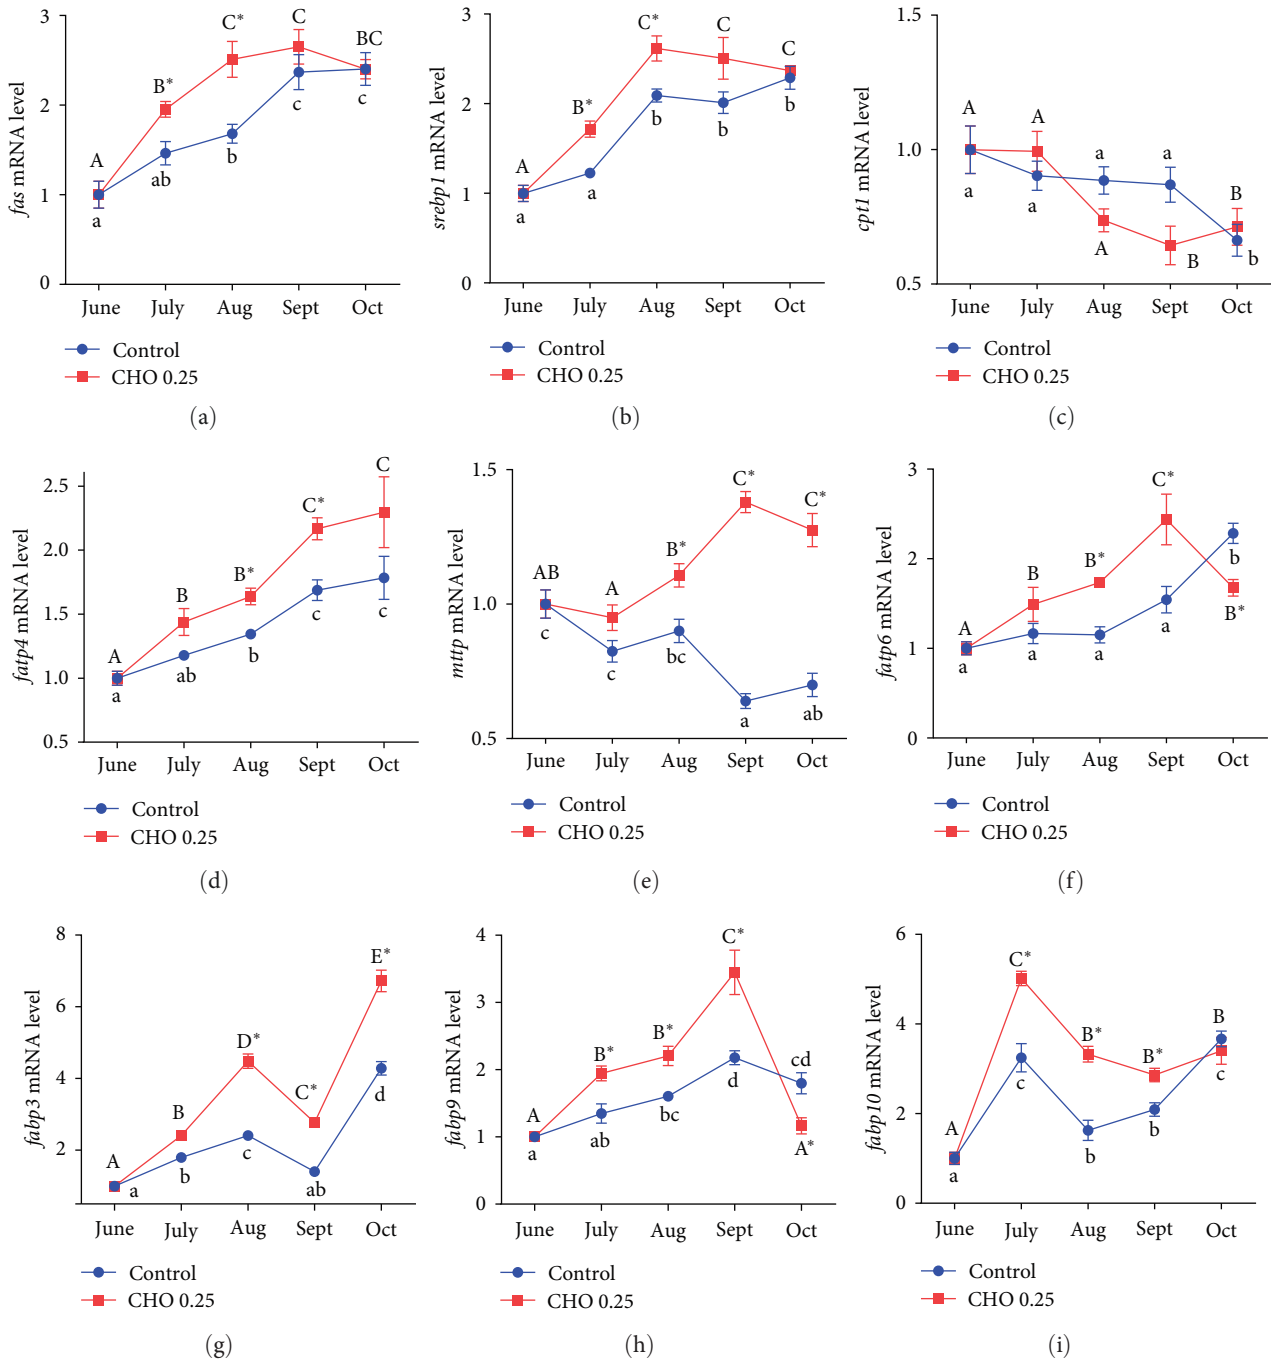 fas mRNA level
3
2
1
0
A
a
B*
ab
C*
b
C
c
BC
c
June July Aug Sept Oct
Control
CHO 0.25
(a)
srebp1 mRNA level
3
2
1
0
A
a
B*
a
C*
b
C
b
C
b
June July Aug Sept Oct
Control
CHO 0.25
(b)
cpt1 mRNA level
1.5
1.0
0.5
A
a
A
a
a
A
a
B
B
b
June July Aug Sept Oct
Control
CHO 0.25
(c)
fatp4 mRNA level
2.5
2.0
1.5
1.0
0.5
A
a
B
ab
B*
b
C*
c
C
c
June July Aug Sept Oct
Control
CHO 0.25
(d)
mttp mRNA level
1.5
1.0
0.5
AB
c
A
c
B*
bc
C*
a
C*
ab
June July Aug Sept Oct
Control
CHO 0.25
(e)
fatp6 mRNA level
3
2
1
0
A
a
B
a
B*
a
C*
a
b
B*
June July Aug Sept Oct
Control
CHO 0.25
(f)
fabp3 mRNA level
8
6
4
2
A
a
B
b
D*
c
C*
ab
E*
d
June July Aug Sept Oct
Control
CHO 0.25
(g)
fabp9 mRNA level
4
3
2
1
0
A
a
B*
ab
B*
bc
C*
d
cd
A*
June July Aug Sept Oct
Control
CHO 0.25
(h)
fabp10 mRNA level
6
4
2
0
A
a
C*
c
B*
b
B*
b
B
c
June July Aug Sept Oct
Control
CHO 0.25
(i)